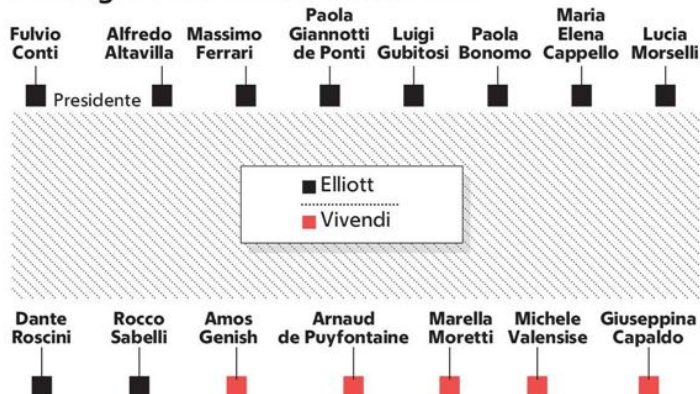 Fulvio Conti
Alfredo Altavilla
Massimo Ferrari
Paola Giannotti de Ponti
Luigi Gubitosi
Paola Bonomo
Maria Elena Cappello
Lucia Morselli
Presidente
Elliott
Vivendi
Dante Roscini
Rocco Sabelli
Amos Genish
Arnaud de Puyfontaine
Marella Moretti
Michele Valensise
Giuseppina Capaldo